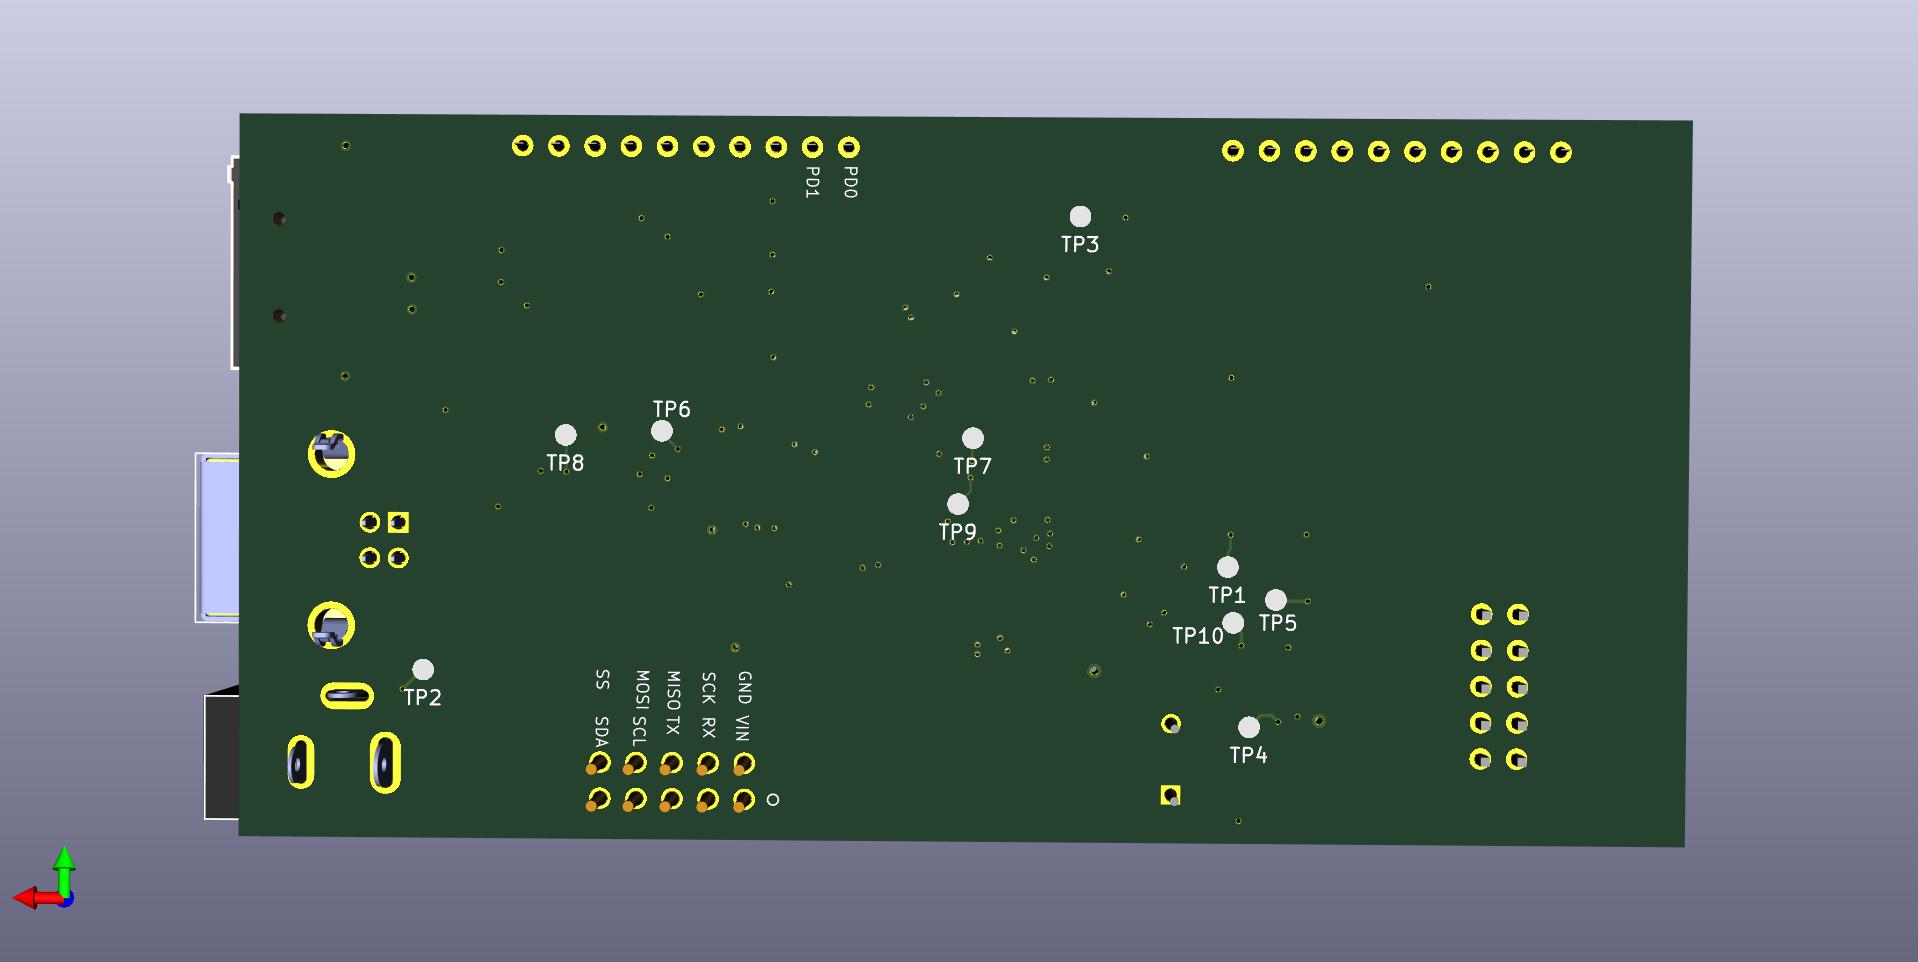 PD1
PD0
TP3
TP6
TP8
TP7
TP9
TP1
TP5
TP10
TP2
TP4
SS
MOSI
MISO
SCK
GND
SDA
SCL
TX
RX
VIN